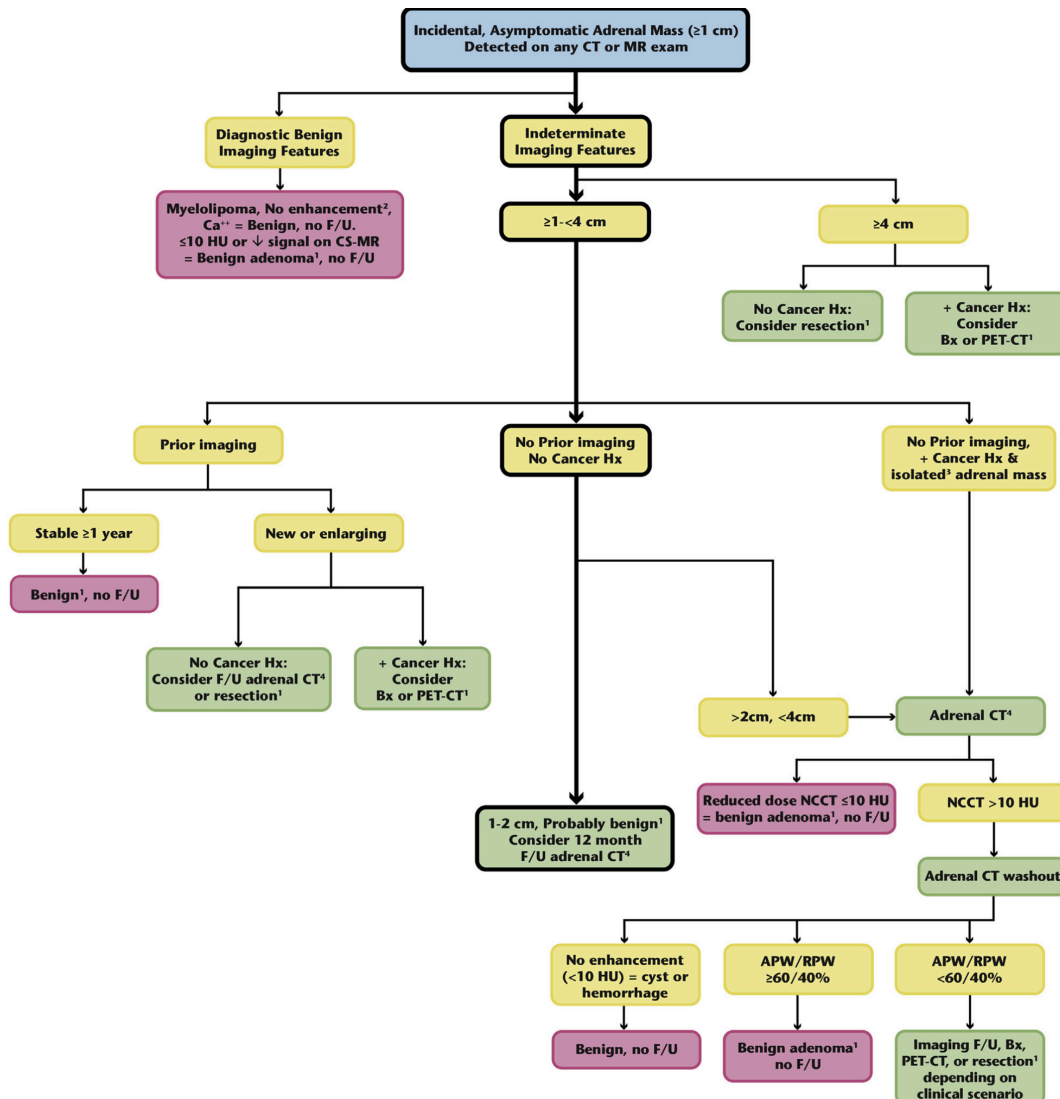 Incidental, Asymptomatic Adrenal Mass (≥1 cm)
Detected on any CT or MR exam
Diagnostic Benign
Imaging Features
Indeterminate
Imaging Features
Myelolipoma, No enhancement²,
Ca⁺⁺ = Benign, no F/U.
≤10 HU or ↓ signal on CS-MR
= Benign adenoma¹, no F/U
≥1-<4 cm
≥4 cm
No Cancer Hx:
Consider resection¹
+ Cancer Hx:
Consider
Bx or PET-CT¹
Prior imaging
No Prior imaging
No Cancer Hx
No Prior imaging,
+ Cancer Hx &
isolated³ adrenal mass
Stable ≥1 year
New or enlarging
Benign¹, no F/U
No Cancer Hx:
Consider F/U adrenal CT⁴
or resection¹
+ Cancer Hx:
Consider
Bx or PET-CT¹
>2cm, <4cm
Adrenal CT⁴
Reduced dose NCCT ≤10 HU
= benign adenoma¹, no F/U
NCCT >10 HU
1-2 cm, Probably benign¹
Consider 12 month
F/U adrenal CT⁴
Adrenal CT washout
No enhancement
(<10 HU) = cyst or
hemorrhage
APW/RPW
≥60/40%
APW/RPW
<60/40%
Benign, no F/U
Benign adenoma¹
no F/U
Imaging F/U, Bx,
PET-CT, or resection¹
depending on
clinical scenario